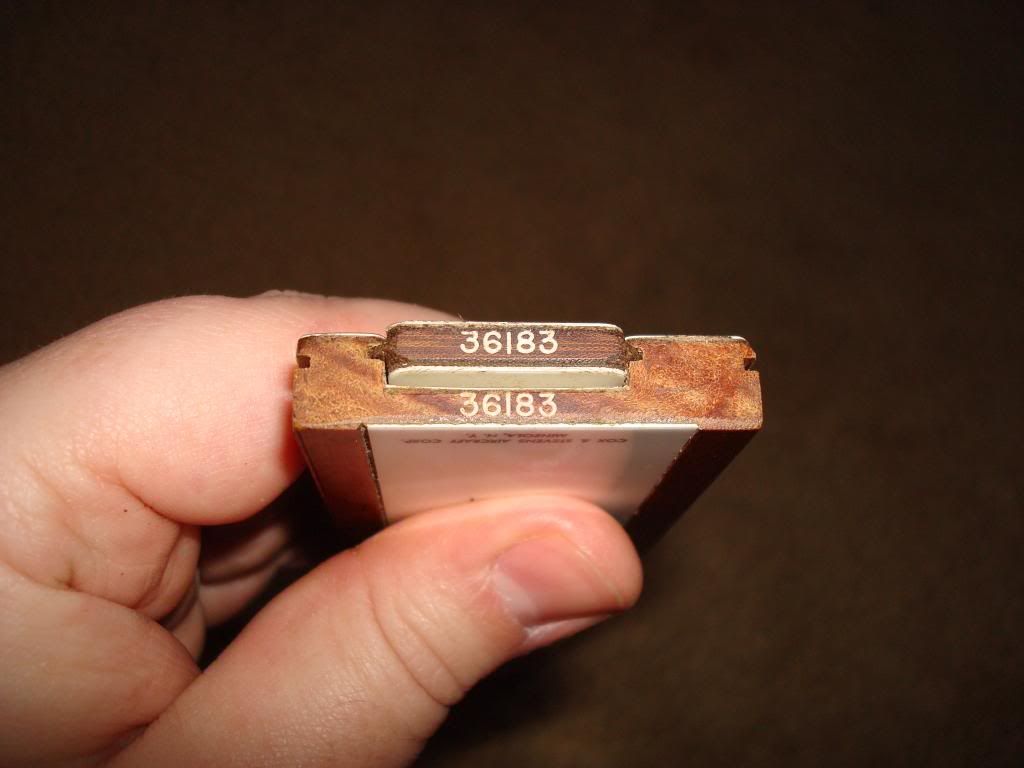 36183
36183
COX & STEVENS AIRCRAFT CORP.
MINEOLA, N. Y.